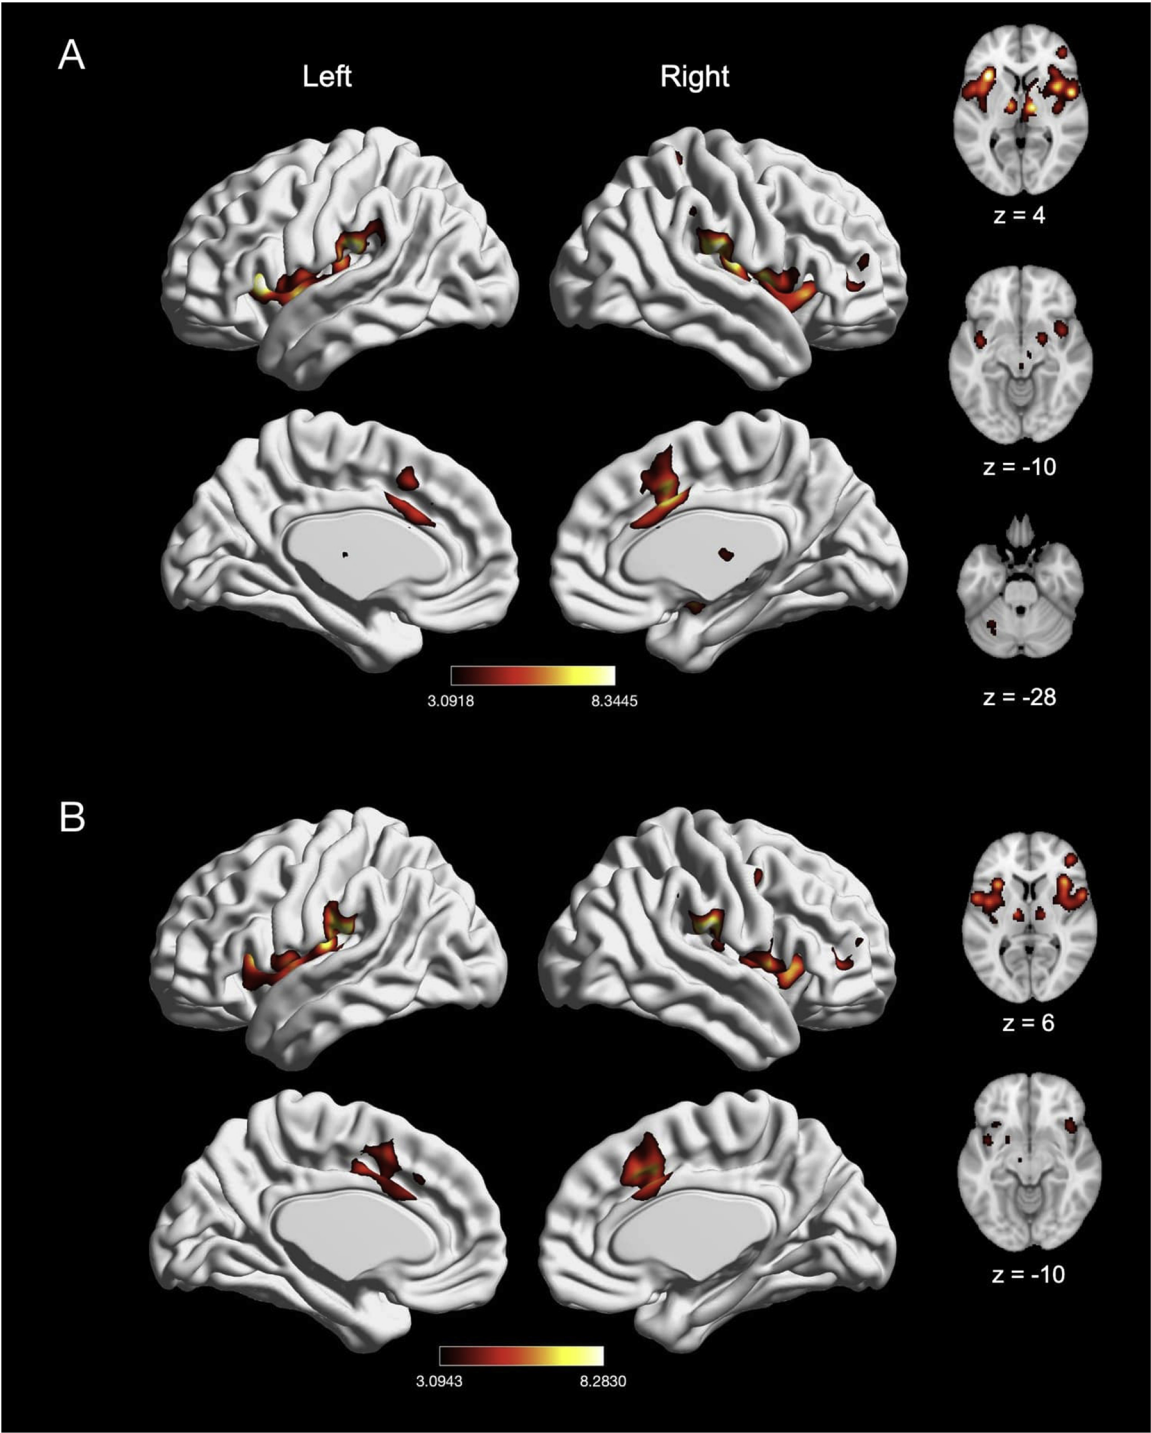 A
Left
Right
z = 4
z = -10
z = -28
3.0918
8.3445
B
z = 6
z = -10
3.0943
8.2830